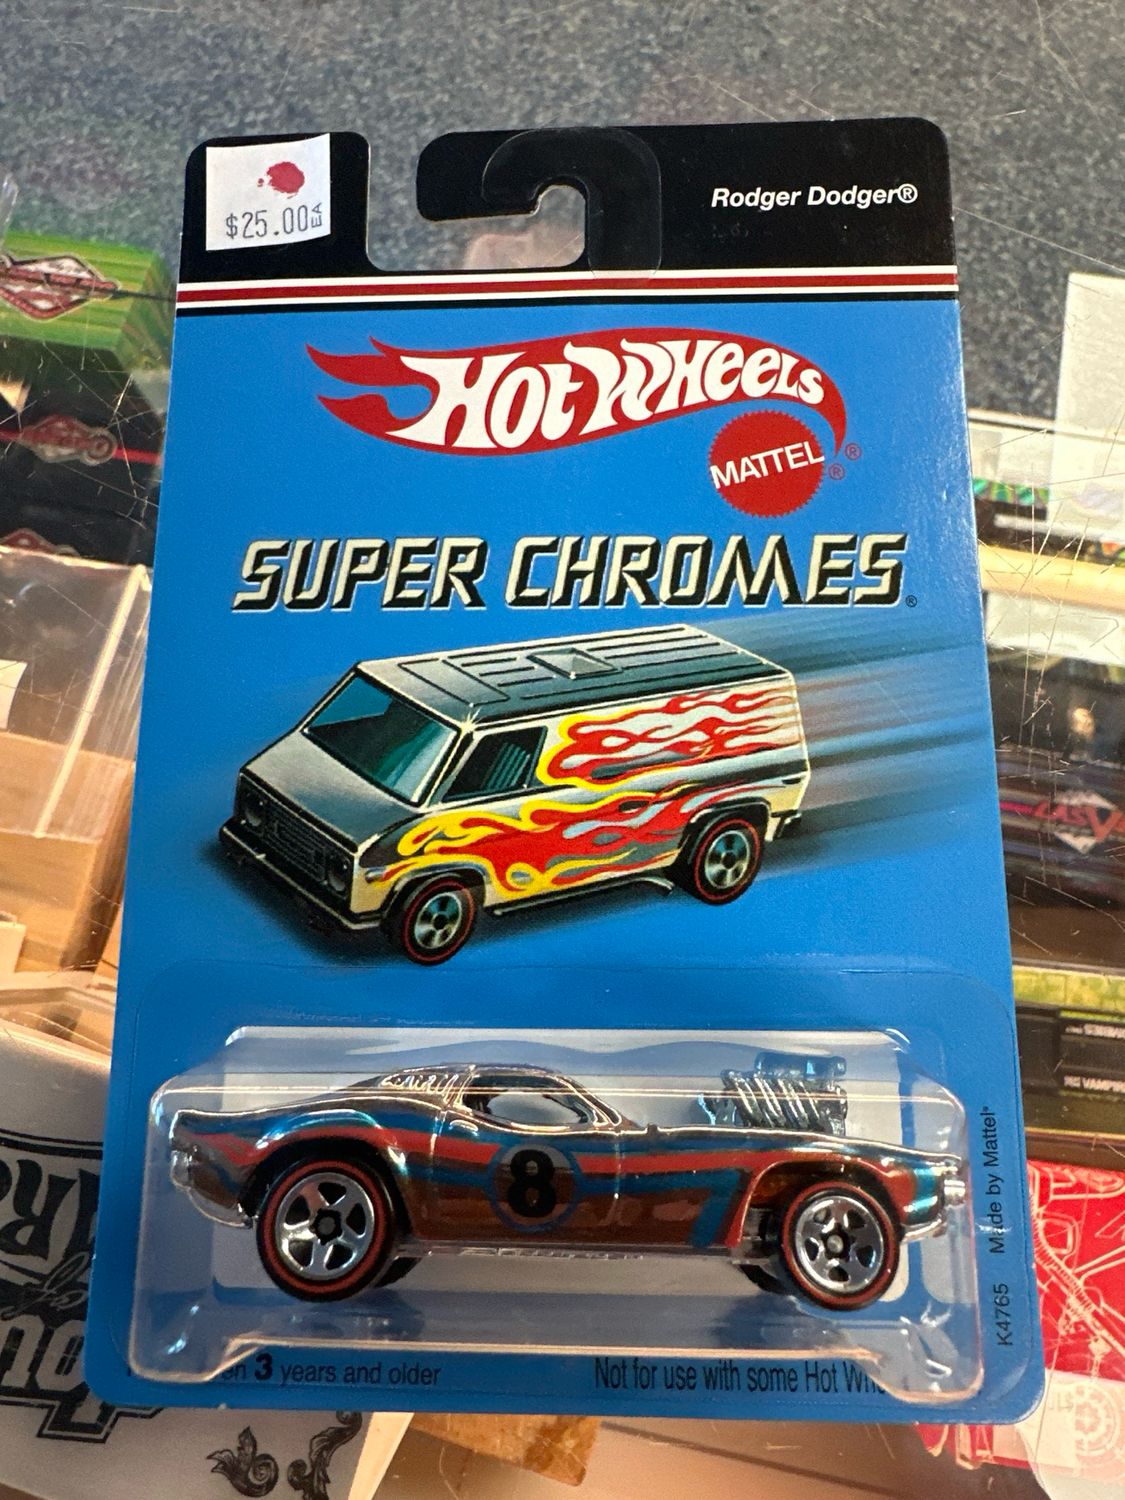 $25.00 EA
Rodger Dodger®
HOT WHEELS
MATTEL ®
®
SUPER CHROMES®
8
Made by Mattel®
K4765
3 years and older
Not for use with some Hot